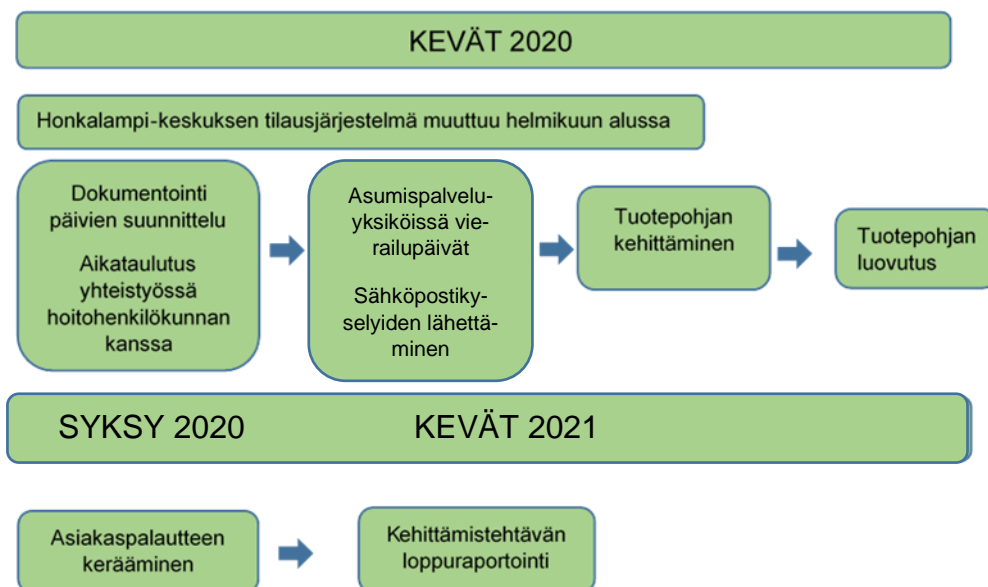 KEVÄT 2020
Honkalampi-keskuksen tilausjärjestelmä muuttuu helmikuun alussa
Dokumentointi
päivien suunnittelu
Aikataulutus
yhteistyössä
hoitohenkilökunnan
kanssa
Asumispalvelu-
yksiköissä vie-
railupäivät
Sähköpostiky-
selyiden lähettä-
minen
Tuotepohjan
kehittäminen
Tuotepohjan
luovutus
SYKSY 2020 KEVÄT 2021
Asiakaspalautteen
kerääminen
Kehittämistehtävän
loppuraportointi